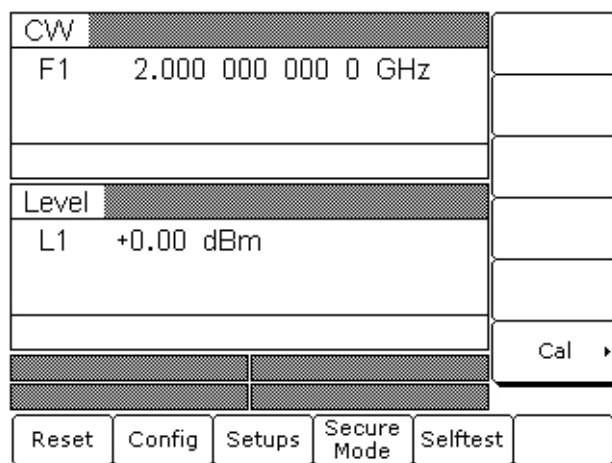 CW
F1 2.000 000 000 0 GHz
Level
L1 +0.00 dBm
Cal
Reset Config Setups Secure Mode Selftest